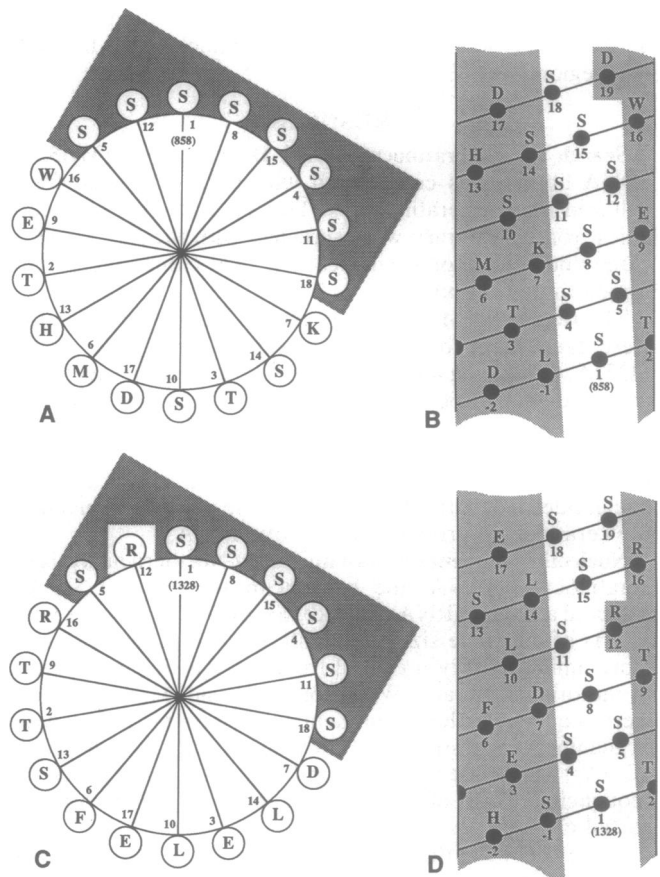 S 1
(858)
S 8
S 15
S 4
S 11
S 18
K 7
S 14
T 3
S 10
D 17
M 6
H 13
T 2
E 9
W 16
S 5
S 12
A
D 17 S 18 D 19
H 13 S 14 S 15 W 16
S 10 S 11 S 12
M 6 K 7 S 8 E 9
T 3 S 4 S 5
D -2 L -1 S 1 T 2
(858)
B
S 1
(1328)
S 8
S 15
S 4
S 11
S 18
D 7
L 14
E 3
L 10
E 17
F 6
S 13
T 2
T 9
R 16
S 5
R 12
C
E 17 S 18 S 19
S 13 L 14 S 15 R 16
L 10 S 11 R 12
F 6 D 7 S 8 T 9
E 3 S 4 S 5
H -2 S -1 S 1 T 2
(1328)
D